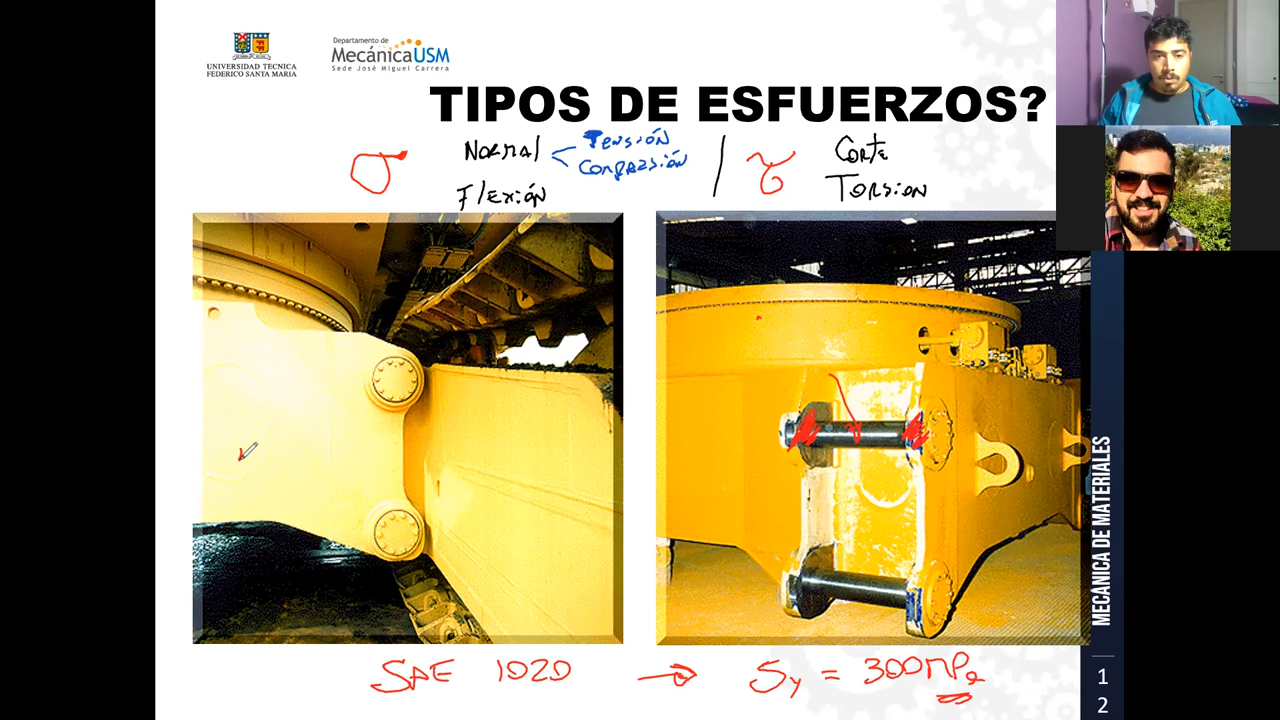 UNIVERSIDAD TECNICA
FEDERICO SANTA MARIA
Departamento de
MecánicaUSM
Sede José Miguel Carrera
TIPOS DE ESFUERZOS?
σ
NORMAL
TENSIÓN
COMPRESIÓN
FLEXIÓN
τ
CORTE
TORSION
SAE 1020 → Sy = 300MPa
MECÁNICA DE MATERIALES
1
2